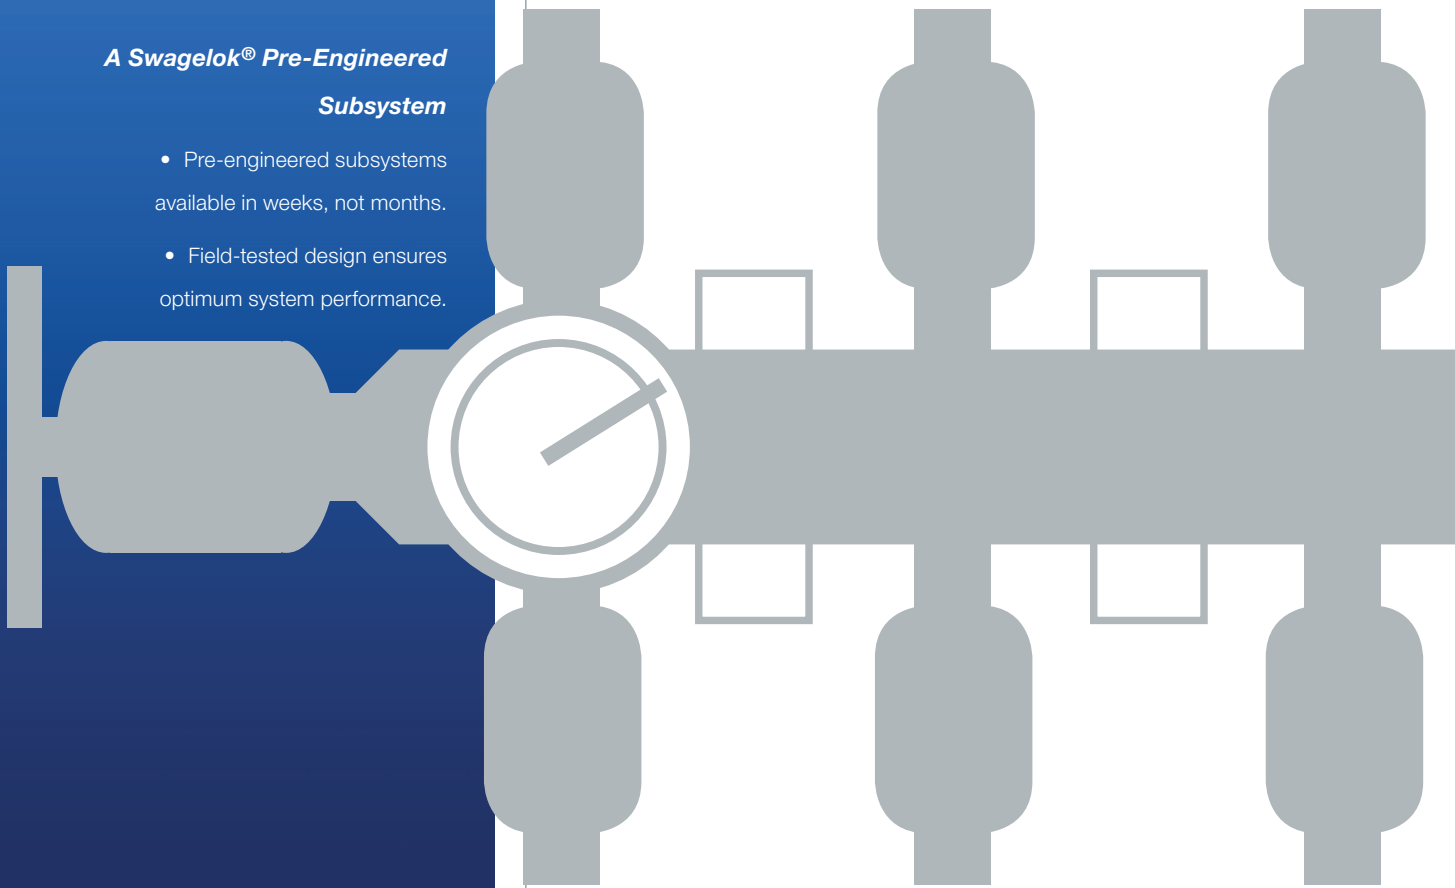 A Swagelok® Pre-Engineered
Subsystem
• Pre-engineered subsystems
available in weeks, not months.
• Field-tested design ensures
optimum system performance.